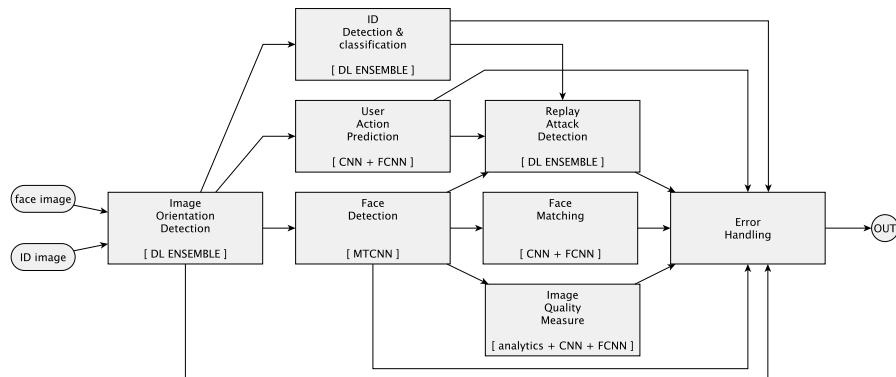 ID
Detection &
classification
[ DL ENSEMBLE ]
User
Action
Prediction
[ CNN + FCNN ]
Replay
Attack
Detection
[ DL ENSEMBLE ]
face image
ID image
Image
Orientation
Detection
[ DL ENSEMBLE ]
Face
Detection
[ MTCNN ]
Face
Matching
[ CNN + FCNN ]
Error
Handling
OUT
Image
Quality
Measure
[ analytics + CNN + FCNN ]